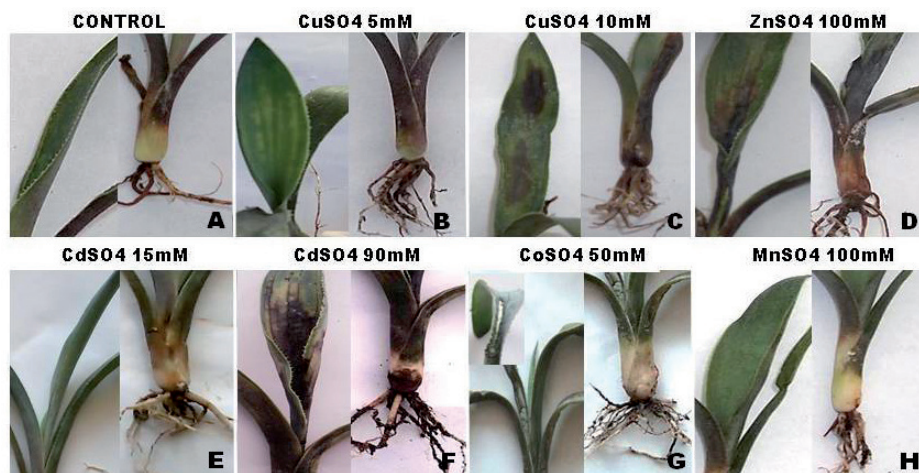 CONTROL CuSO4 5mM CuSO4 10mM ZnSO4 100mM
A B C D
CdSO4 15mM CdSO4 90mM CoSO4 50mM MnSO4 100mM
E F G H